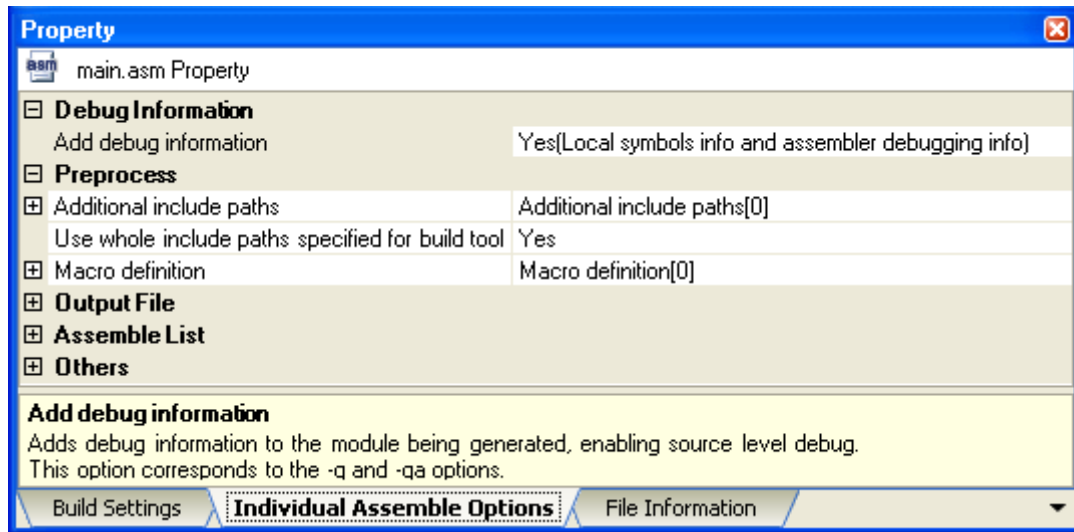 Property
asm main.asm Property
Debug Information
Add debug information Yes(Local symbols info and assembler debugging info)
Preprocess
Additional include paths Additional include paths[0]
Use whole include paths specified for build tool Yes
Macro definition Macro definition[0]
Output File
Assemble List
Others
Add debug information
Adds debug information to the module being generated, enabling source level debug.
This option corresponds to the -g and -ga options.
Build Settings Individual Assemble Options File Information